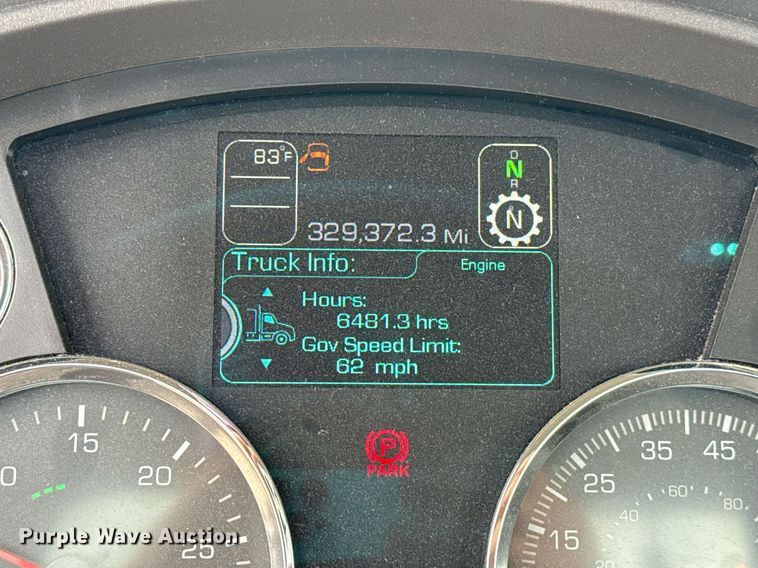 83°F
D
N
R
N
329,372.3 Mi
Truck Info:
Engine
Hours:
6481.3 hrs
Gov Speed Limit:
62 mph
P
PARK
15
20
25
15
25
35
45
40
60
80
Purple Wave Auction